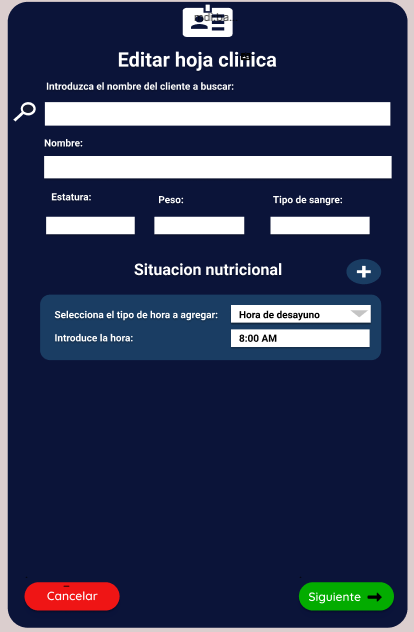 Editar hoja clinica
Introduzca el nombre del cliente a buscar:
Nombre:
Estatura: Peso: Tipo de sangre:
Situacion nutricional
Selecciona el tipo de hora a agregar: Hora de desayuno
Introduce la hora: 8:00 AM
Cancelar Siguiente